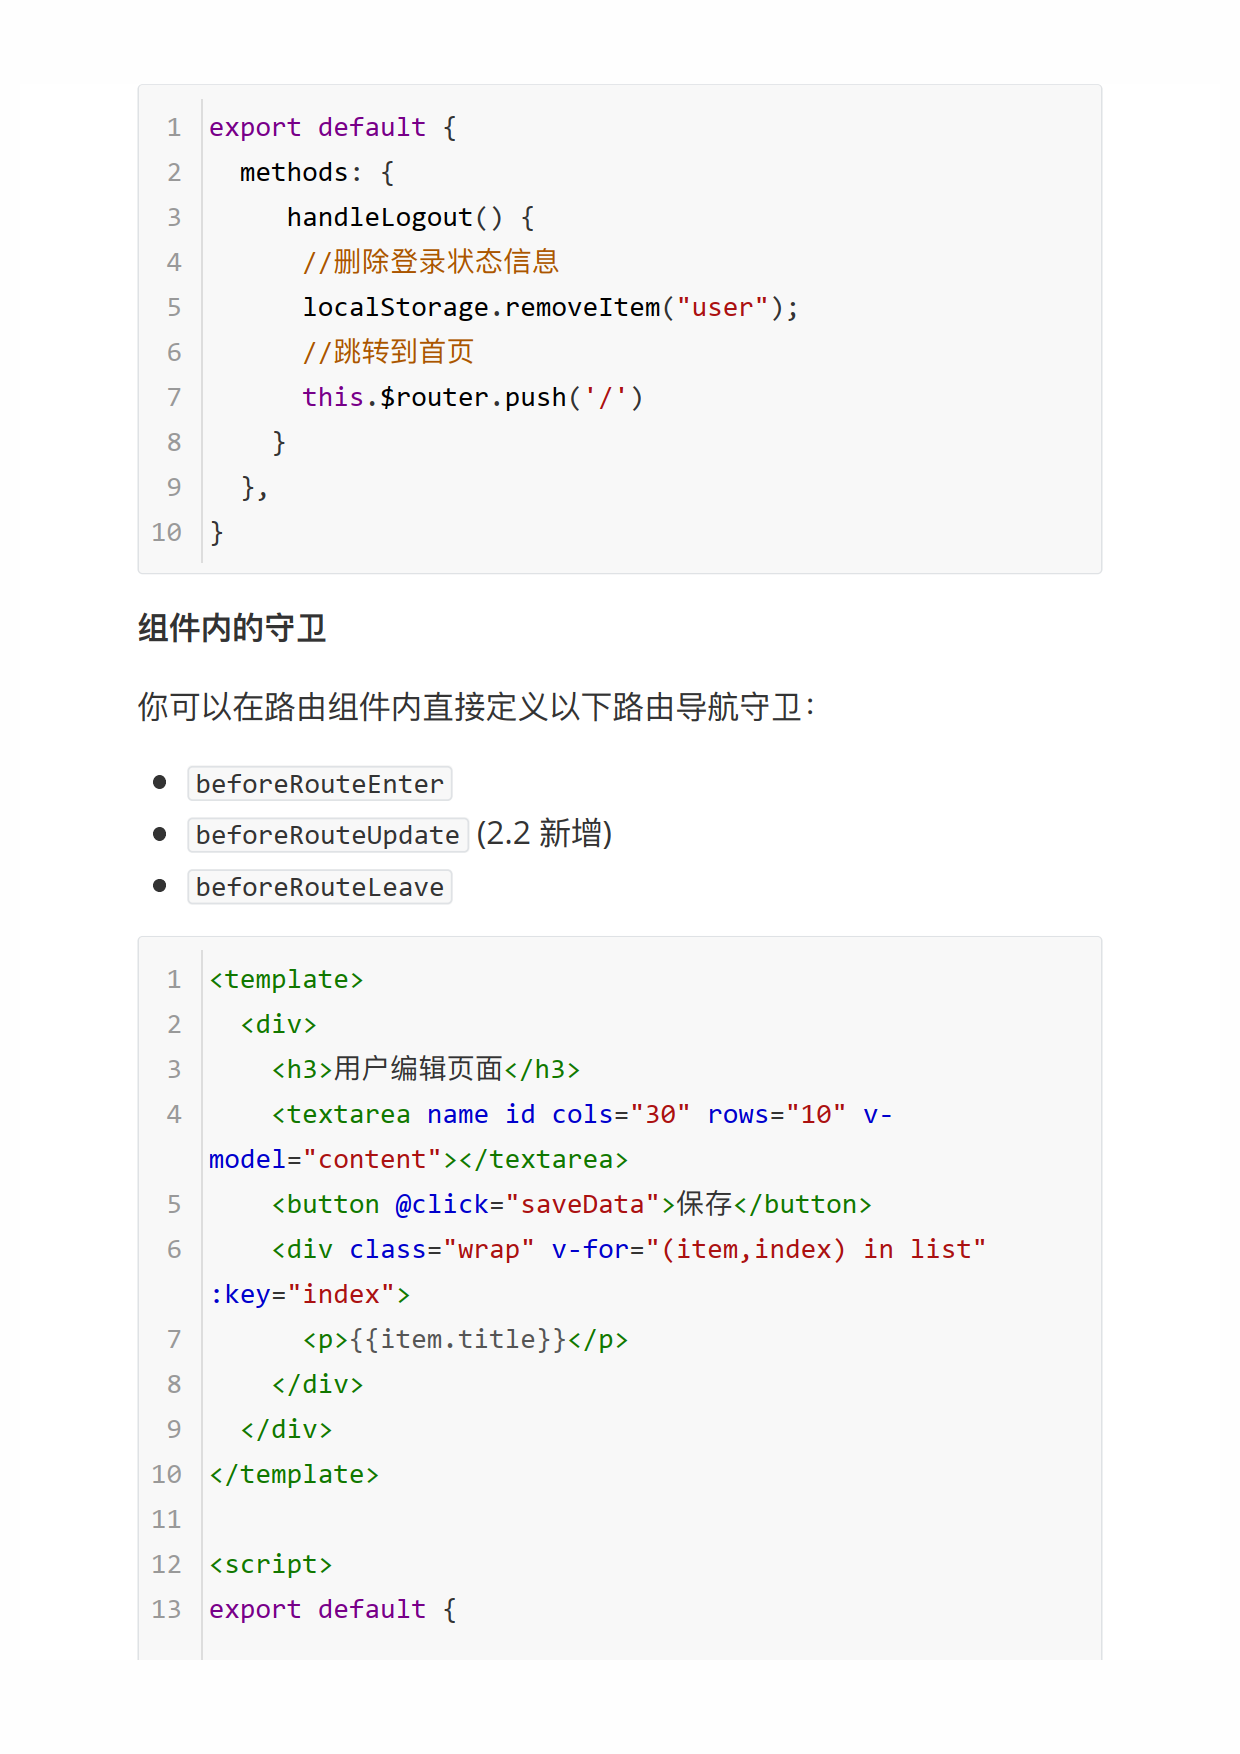 1 export default {
2   methods: {
3      handleLogout() {
4       //删除登录状态信息
5       localStorage.removeItem("user");
6       //跳转到首页
7       this.$router.push('/')
8     }
9   },
10 }
组件内的守卫
你可以在路由组件内直接定义以下路由导航守卫：
• beforeRouteEnter
• beforeRouteUpdate (2.2 新增)
• beforeRouteLeave
1 <template>
2   <div>
3     <h3>用户编辑页面</h3>
4     <textarea name id cols="30" rows="10" v-
model="content"></textarea>
5     <button @click="saveData">保存</button>
6     <div class="wrap" v-for="(item,index) in list"
:key="index">
7       <p>{{item.title}}</p>
8     </div>
9   </div>
10 </template>
11
12 <script>
13 export default {